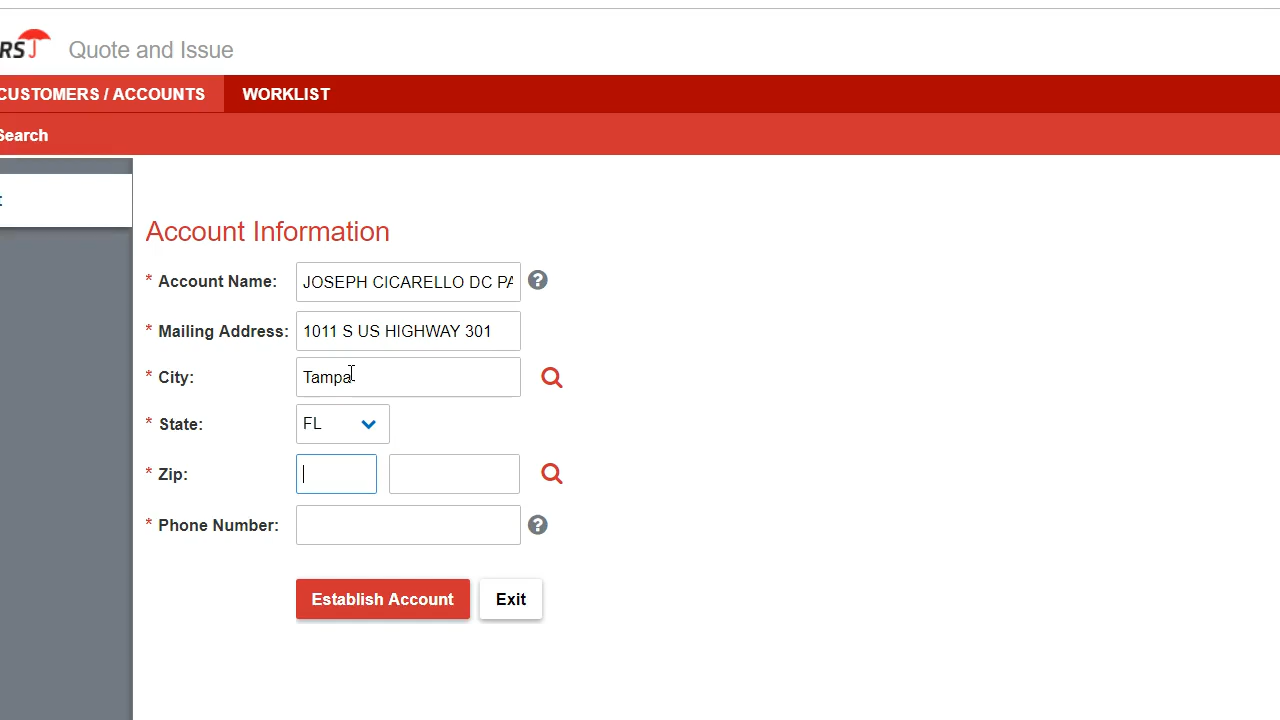 RS Quote and Issue
CUSTOMERS / ACCOUNTS WORKLIST
Search
Account Information
* Account Name: JOSEPH CICARELLO DC PA ?
* Mailing Address: 1011 S US HIGHWAY 301
* City: Tampa
* State: FL
* Zip:
* Phone Number: ?
Establish Account Exit